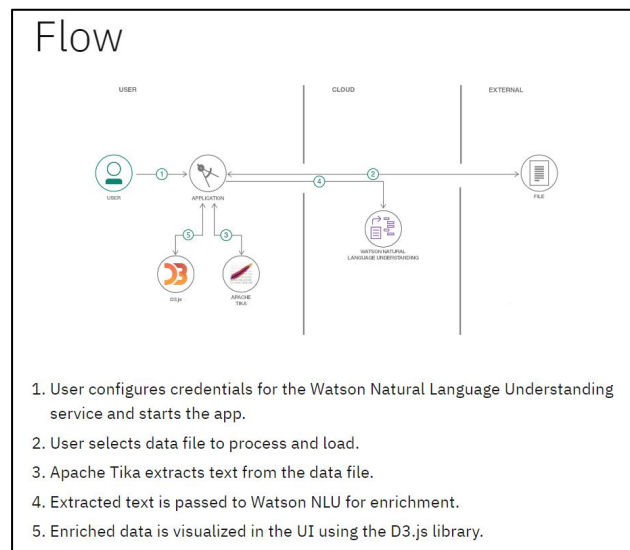 Flow
USER
CLOUD
EXTERNAL
1
2
4
USER
APPLICATION
FILE
5
3
WATSON NATURAL
LANGUAGE UNDERSTANDING
D3
D3.js
APACHE
TIKA
1. User configures credentials for the Watson Natural Language Understanding
service and starts the app.
2. User selects data file to process and load.
3. Apache Tika extracts text from the data file.
4. Extracted text is passed to Watson NLU for enrichment.
5. Enriched data is visualized in the UI using the D3.js library.